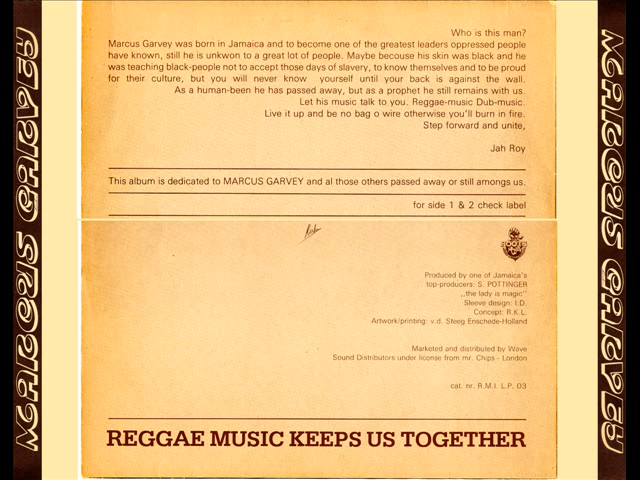 MARCUS GARVEY
Who is this man?
Marcus Garvey was born in Jamaica and to become one of the greatest leaders oppressed people
have known, still he is unkwon to a great lot of people. Maybe becouse his skin was black and he
was teaching black-people not to accept those days of slavery, to know themselves and to be proud
for their culture, but you will never know yourself until your back is against the wall.
As a human-been he has passed away, but as a prophet he still remains with us.
Let his music talk to you. Reggae-music Dub-music.
Live it up and be no bag o wire otherwise you'll burn in fire.
Step forward and unite,
Jah Roy
This album is dedicated to MARCUS GARVEY and al those others passed away or still amongs us.
for side 1 & 2 check label
ROOTS
Produced by one of Jamaica's
top-producers: S. POTTINGER
,,the lady is magic''
Sleeve design: I.D.
Concept: R.K.L.
Artwork/printing: v.d. Steeg Enschede-Holland
Marketed and distributed by Wave
Sound Distributors under license from mr. Chips - London
cat. nr. R.M.I. L.P. 03
REGGAE MUSIC KEEPS US TOGETHER
MARCUS GARVEY